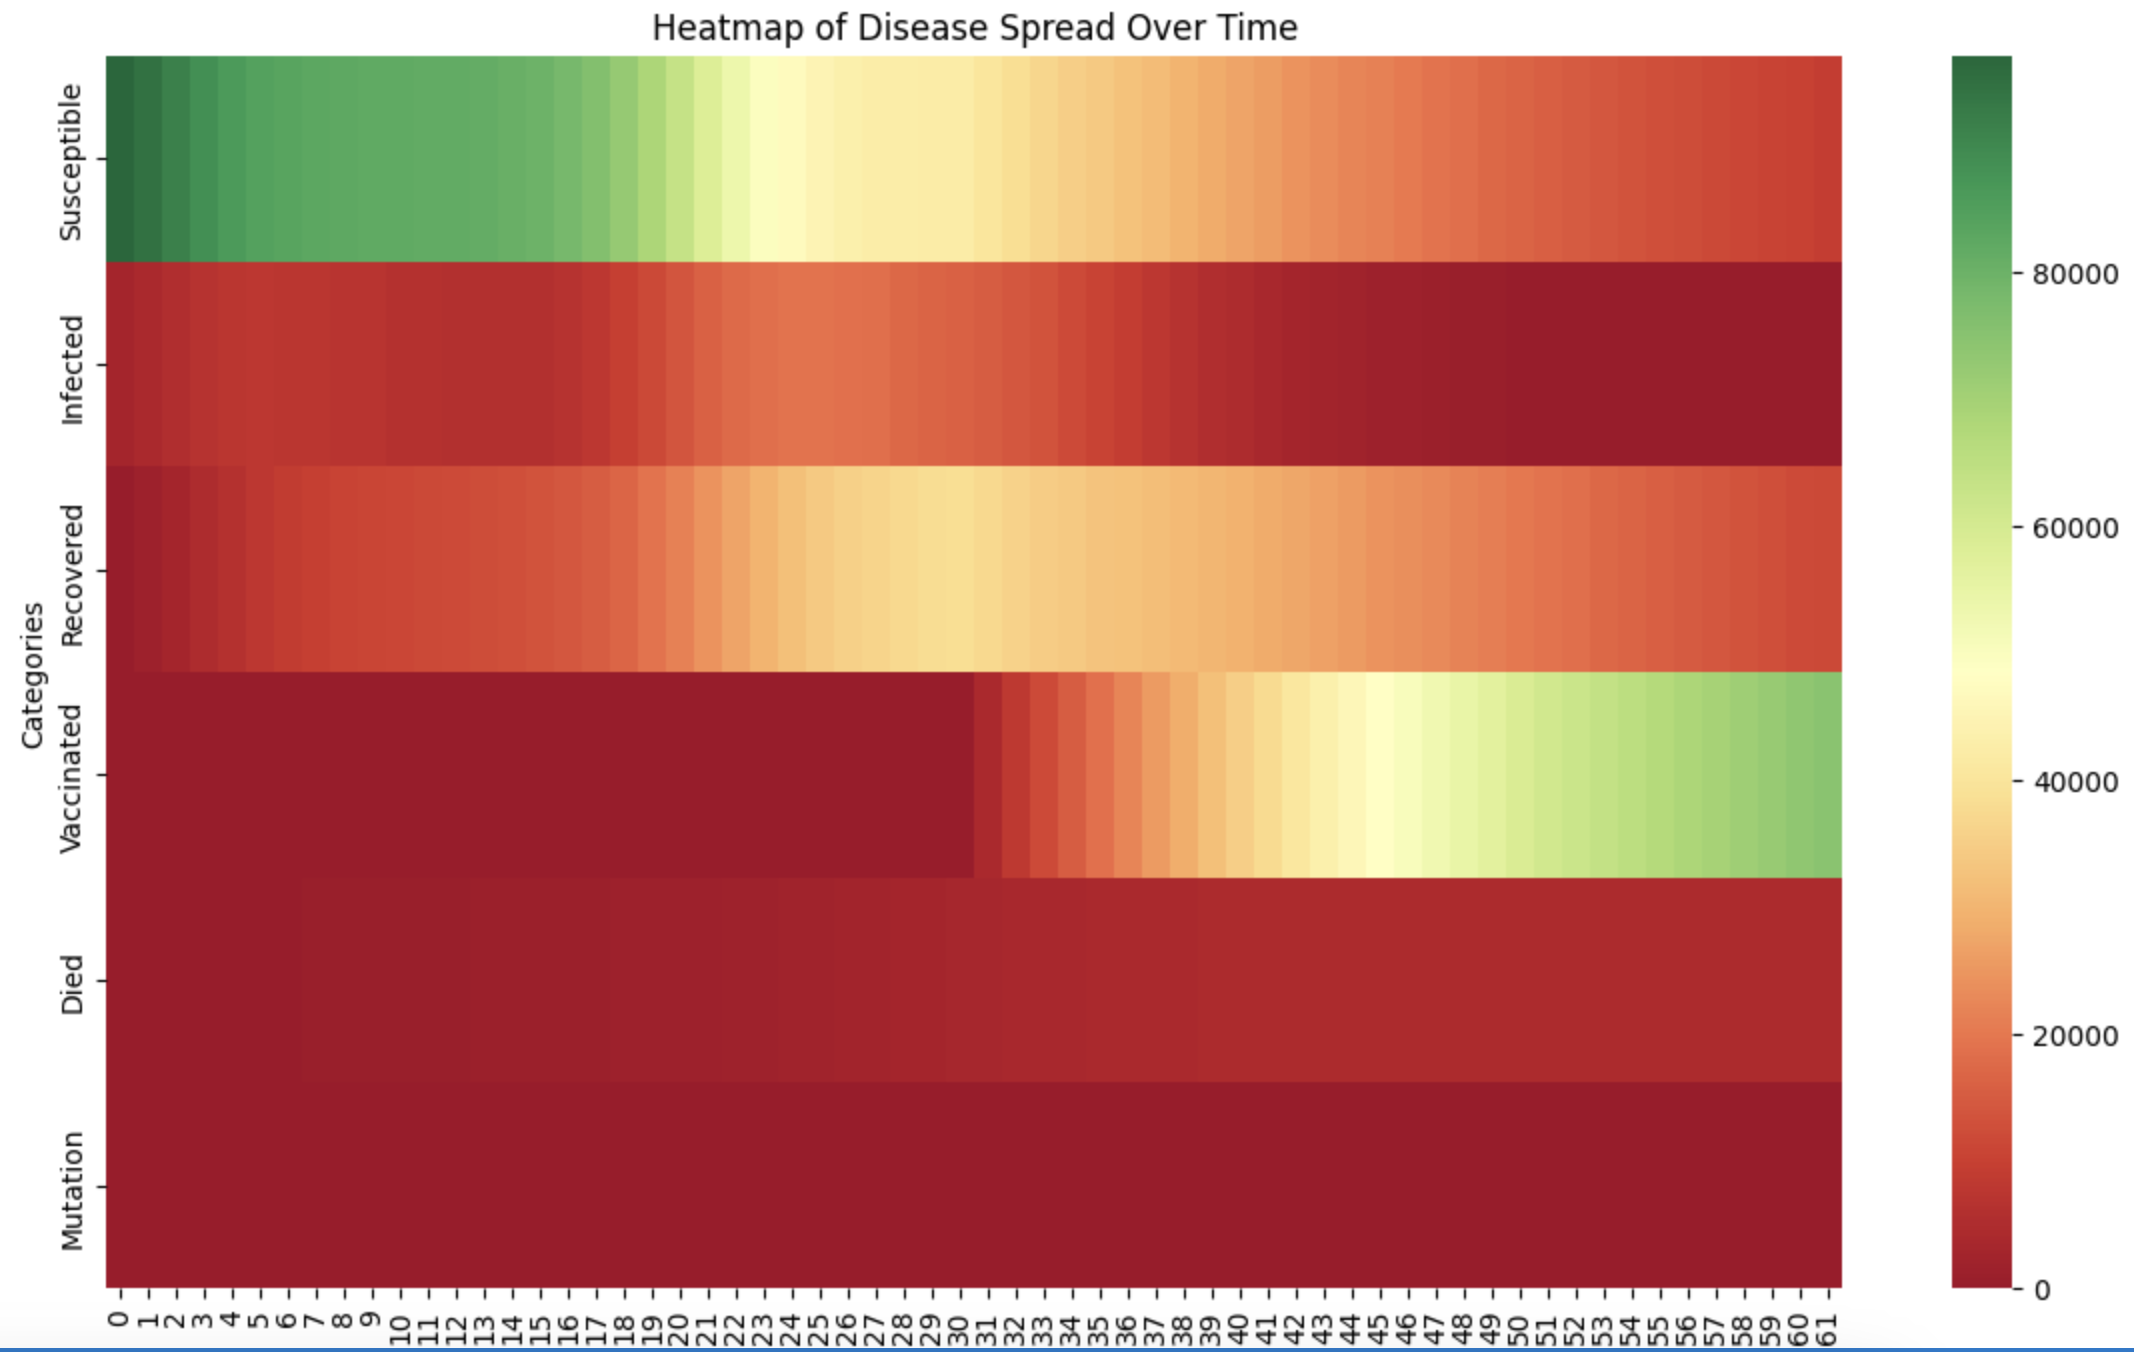 Heatmap of Disease Spread Over Time
Categories
Susceptible
Infected
Recovered
Vaccinated
Died
Mutation
0 1 2 3 4 5 6 7 8 9 10 11 12 13 14 15 16 17 18 19 20 21 22 23 24 25 26 27 28 29 30 31 32 33 34 35 36 37 38 39 40 41 42 43 44 45 46 47 48 49 50 51 52 53 54 55 56 57 58 59 60 61
80000
60000
40000
20000
0